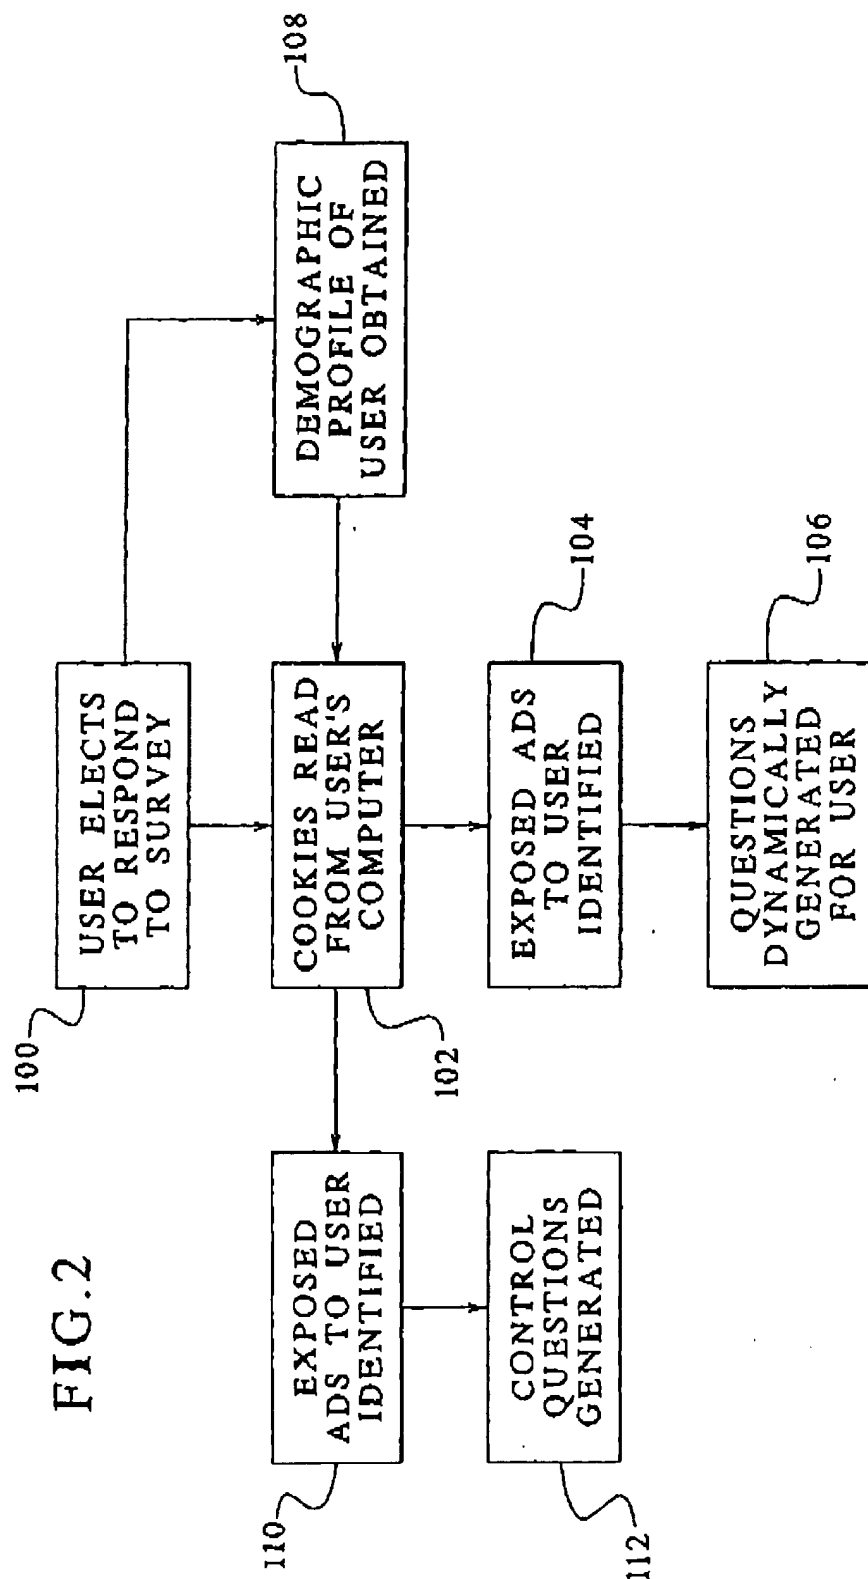 FIG.2
100
USER ELECTS
TO RESPOND
TO SURVEY
108
DEMOGRAPHIC
PROFILE OF
USER OBTAINED
110
EXPOSED
ADS TO USER
IDENTIFIED
COOKIES READ
FROM USER'S
COMPUTER
102
104
EXPOSED ADS
TO USER
IDENTIFIED
112
CONTROL
QUESTIONS
GENERATED
106
QUESTIONS
DYNAMICALLY
GENERATED
FOR USER